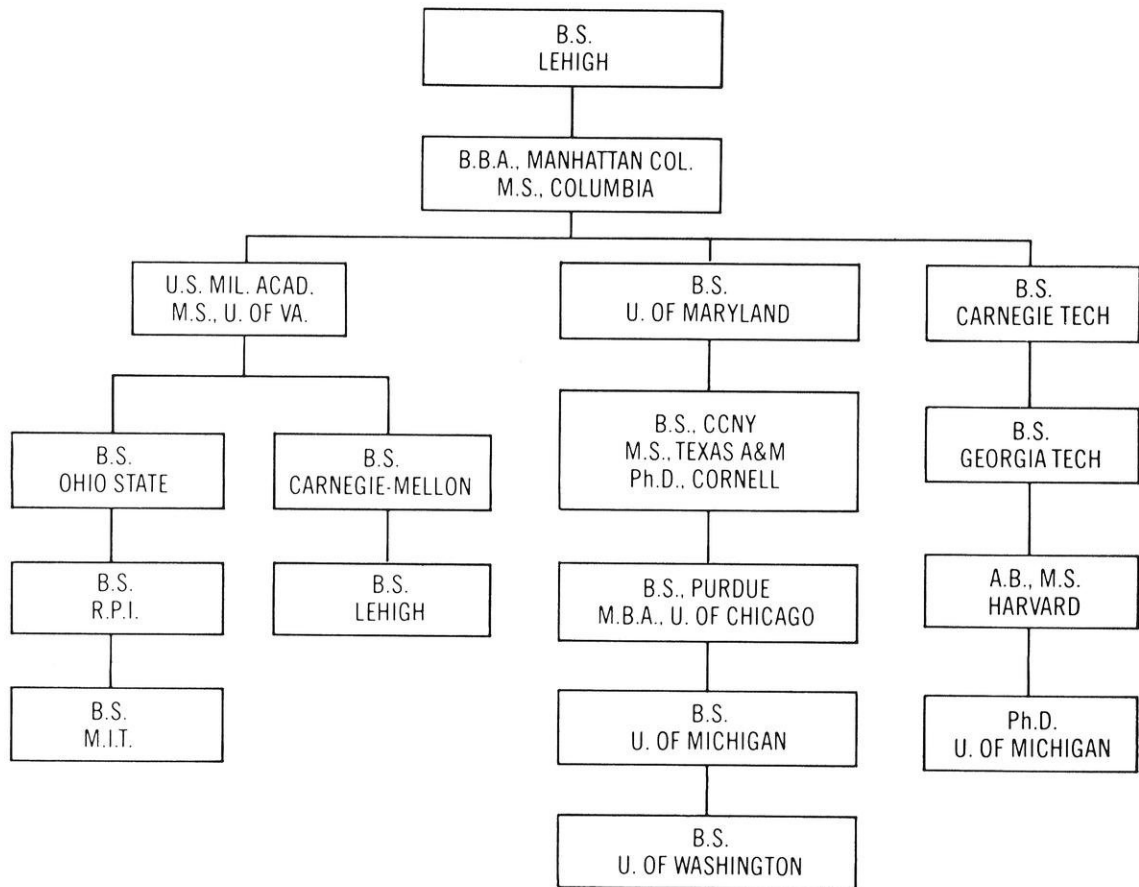 B.S.
LEHIGH
B.B.A., MANHATTAN COL.
M.S., COLUMBIA
U.S. MIL. ACAD.
M.S., U. OF VA.
B.S.
U. OF MARYLAND
B.S.
CARNEGIE TECH
B.S.
OHIO STATE
B.S.
CARNEGIE-MELLON
B.S., CCNY
M.S., TEXAS A&M
Ph.D., CORNELL
B.S.
GEORGIA TECH
B.S.
R.P.I.
B.S.
LEHIGH
B.S., PURDUE
M.B.A., U. OF CHICAGO
A.B., M.S.
HARVARD
B.S.
M.I.T.
B.S.
U. OF MICHIGAN
Ph.D.
U. OF MICHIGAN
B.S.
U. OF WASHINGTON